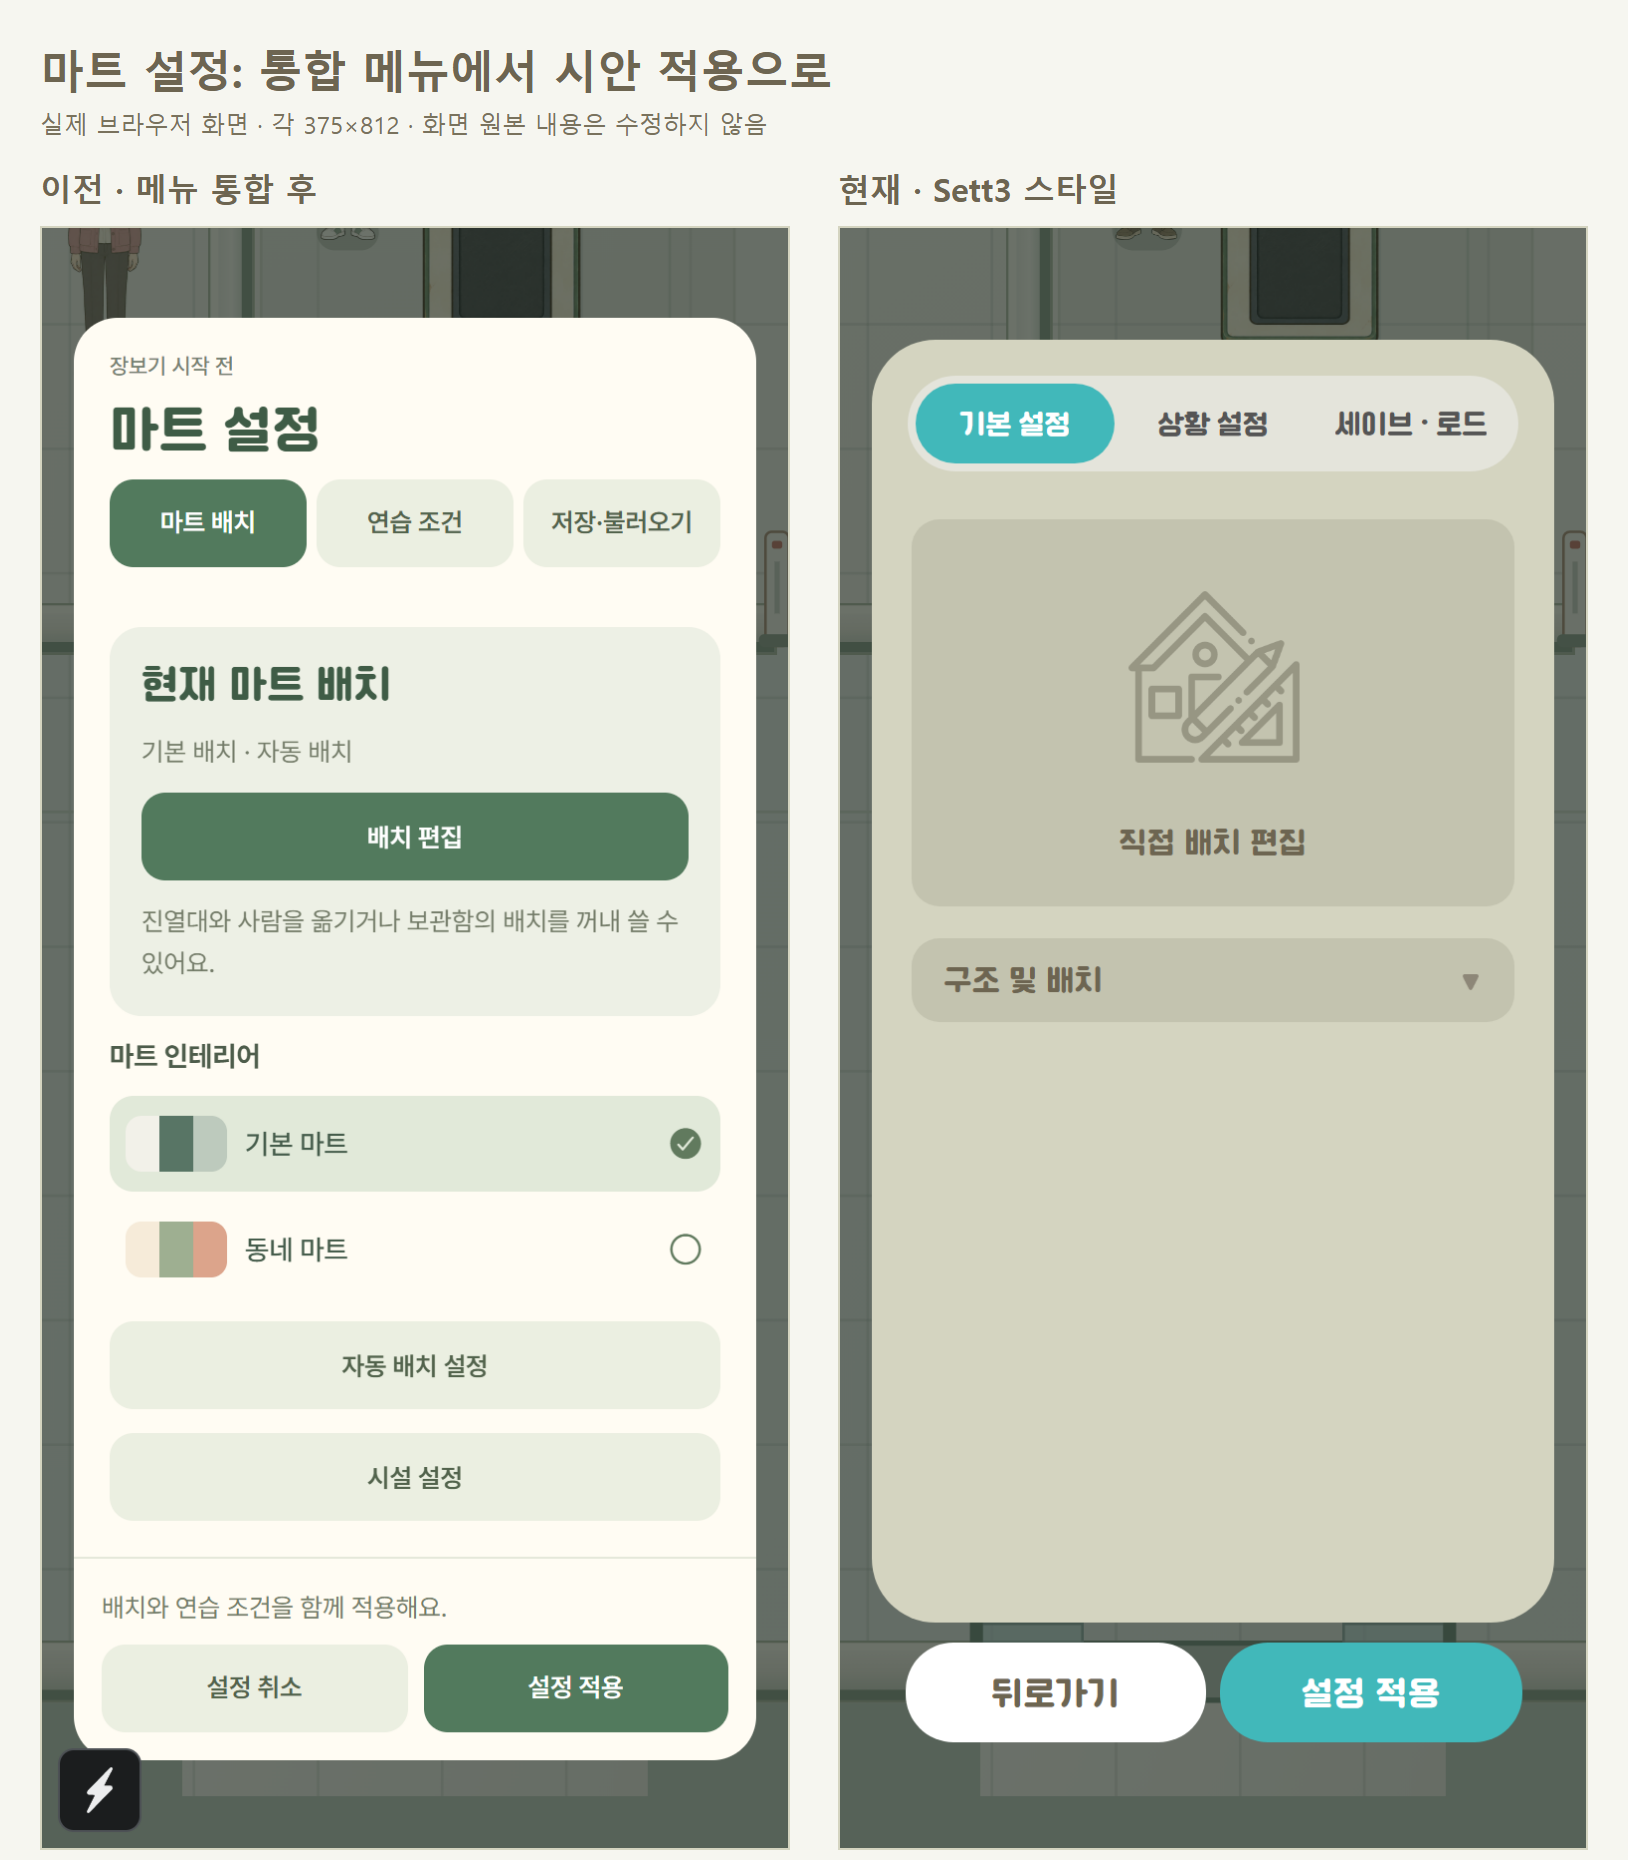 마트 설정: 통합 메뉴에서 시안 적용으로
실제 브라우저 화면 · 각 375×812 · 화면 원본 내용은 수정하지 않음
이전 · 메뉴 통합 후
장보기 시작 전
마트 설정
마트 배치
연습 조건
저장·불러오기
현재 마트 배치
기본 배치 · 자동 배치
배치 편집
진열대와 사람을 옮기거나 보관함의 배치를 꺼내 쓸 수
있어요.
마트 인테리어
기본 마트
동네 마트
자동 배치 설정
시설 설정
배치와 연습 조건을 함께 적용해요.
설정 취소
설정 적용
현재 · Sett3 스타일
기본 설정
상황 설정
세이브 · 로드
직접 배치 편집
구조 및 배치
뒤로가기
설정 적용